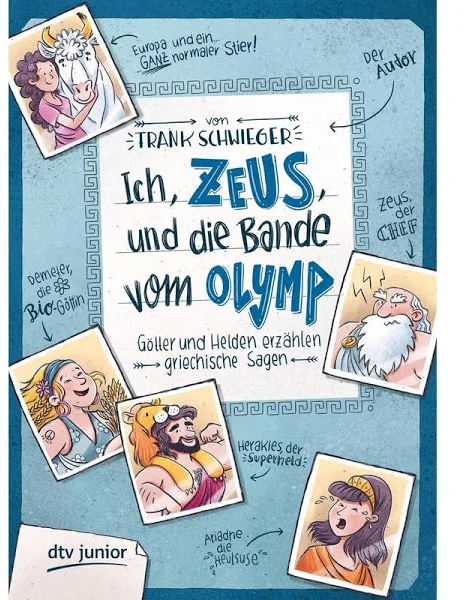 Europa und ein...
GANZ normaler Stier!
Der
AUTOR
von
FRANK SCHWIEGER
Ich, ZEUS,
und die Bande
vom OLYMP
Götter und Helden erzählen
griechische Sagen
Zeus,
der
CHEF
Demeter,
die
Bio-Göttin
Herakles, der
Superheld
Ariadne
die
Heulsuse
dtv junior